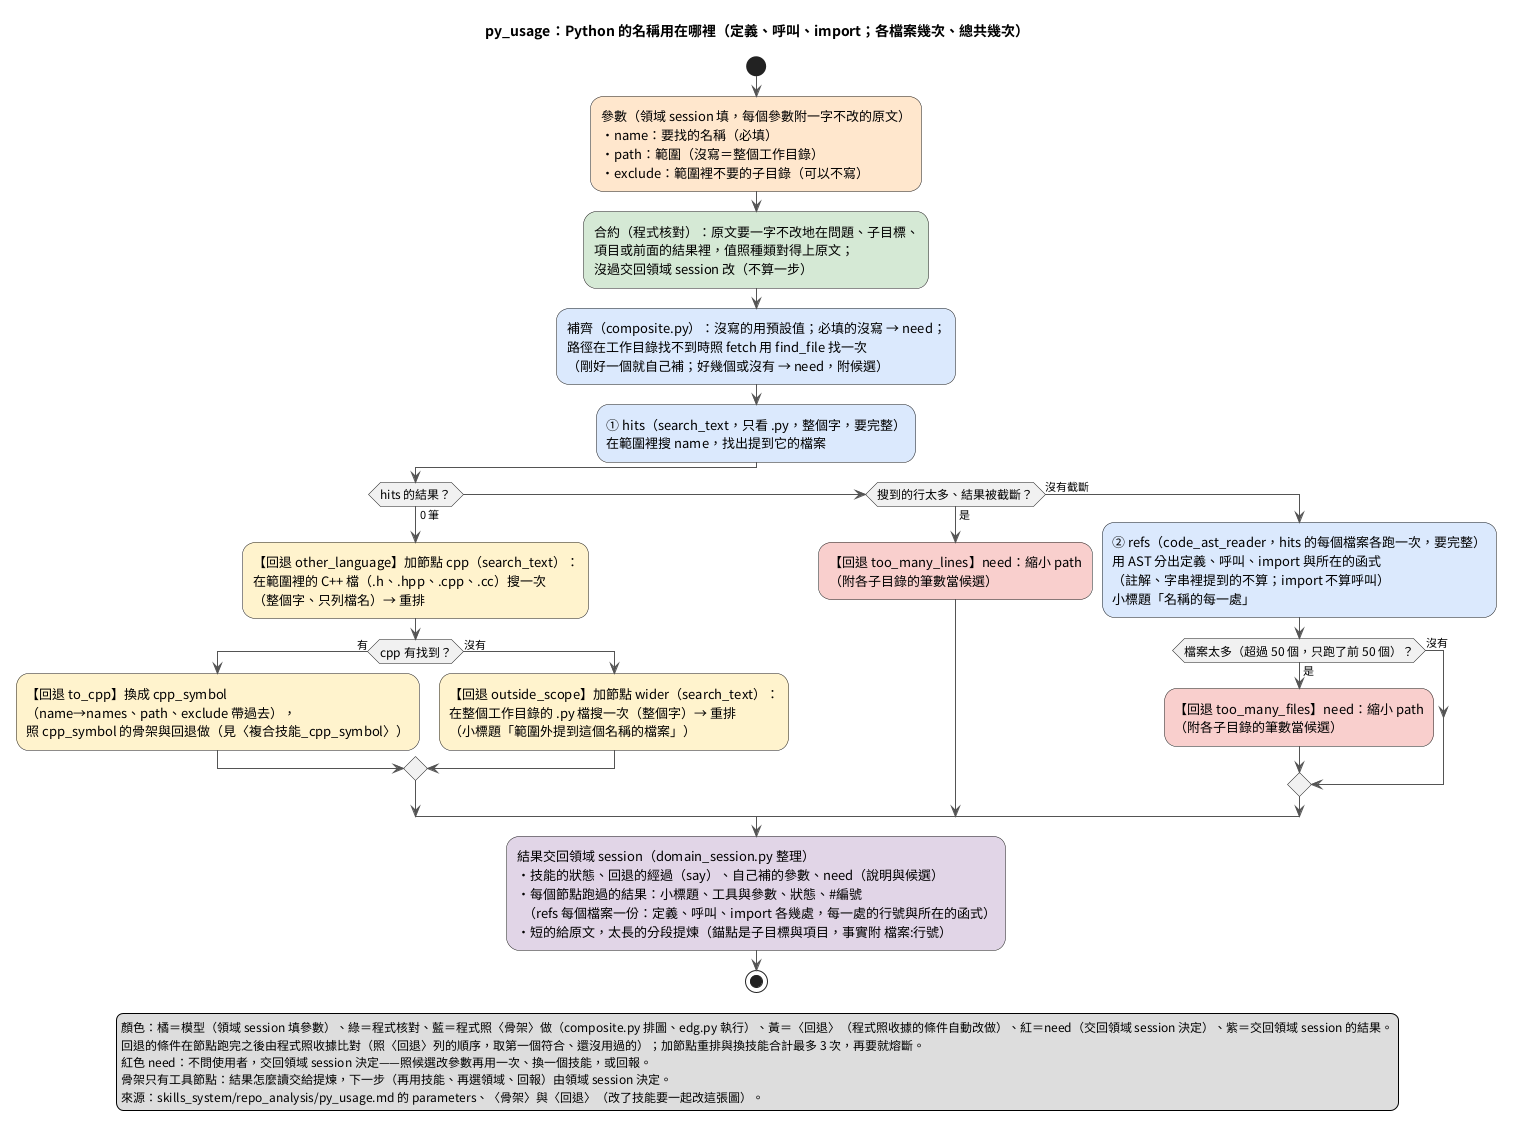 py_usage：Python 的名稱用在哪裡（定義、呼叫、import；各檔案幾次、總共幾次）
參數（領域 session 填，每個參數附一字不改的原文）
・name：要找的名稱（必填）
・path：範圍（沒寫＝整個工作目錄）
・exclude：範圍裡不要的子目錄（可以不寫）
合約（程式核對）：原文要一字不改地在問題、子目標、
項目或前面的結果裡，值照種類對得上原文；
沒過交回領域 session 改（不算一步）
補齊（composite.py）：沒寫的用預設值；必填的沒寫 → need；
路徑在工作目錄找不到時照 fetch 用 find_file 找一次
（剛好一個就自己補；好幾個或沒有 → need，附候選）
① hits（search_text，只看 .py，整個字，要完整）
在範圍裡搜 name，找出提到它的檔案
hits 的結果？
0 筆
搜到的行太多、結果被截斷？
是
沒有截斷
【回退 other_language】加節點 cpp（search_text）：
在範圍裡的 C++ 檔（.h、.hpp、.cpp、.cc）搜一次
（整個字、只列檔名）→ 重排
【回退 too_many_lines】need：縮小 path
（附各子目錄的筆數當候選）
② refs（code_ast_reader，hits 的每個檔案各跑一次，要完整）
用 AST 分出定義、呼叫、import 與所在的函式
（註解、字串裡提到的不算；import 不算呼叫）
小標題「名稱的每一處」
cpp 有找到？
有
沒有
檔案太多（超過 50 個，只跑了前 50 個）？
是
沒有
【回退 to_cpp】換成 cpp_symbol
（name→names、path、exclude 帶過去），
照 cpp_symbol 的骨架與回退做（見〈複合技能_cpp_symbol〉）
【回退 outside_scope】加節點 wider（search_text）：
在整個工作目錄的 .py 檔搜一次（整個字）→ 重排
（小標題「範圍外提到這個名稱的檔案」）
【回退 too_many_files】need：縮小 path
（附各子目錄的筆數當候選）
結果交回領域 session（domain_session.py 整理）
・技能的狀態、回退的經過（say）、自己補的參數、need（說明與候選）
・每個節點跑過的結果：小標題、工具與參數、狀態、#編號
（refs 每個檔案一份：定義、呼叫、import 各幾處，每一處的行號與所在的函式）
・短的給原文，太長的分段提煉（錨點是子目標與項目，事實附 檔案:行號）
顏色：橘＝模型（領域 session 填參數）、綠＝程式核對、藍＝程式照〈骨架〉做（composite.py 排圖、edg.py 執行）、黃＝〈回退〉（程式照收據的條件自動改做）、紅＝need（交回領域 session 決定）、紫＝交回領域 session 的結果。
回退的條件在節點跑完之後由程式照收據比對（照〈回退〉列的順序，取第一個符合、還沒用過的）；加節點重排與換技能合計最多 3 次，再要就熔斷。
紅色 need：不問使用者，交回領域 session 決定——照候選改參數再用一次、換一個技能，或回報。
骨架只有工具節點：結果怎麼讀交給提煉，下一步（再用技能、再選領域、回報）由領域 session 決定。
來源：skills_system/repo_analysis/py_usage.md 的 parameters、〈骨架〉與〈回退〉（改了技能要一起改這張圖）。